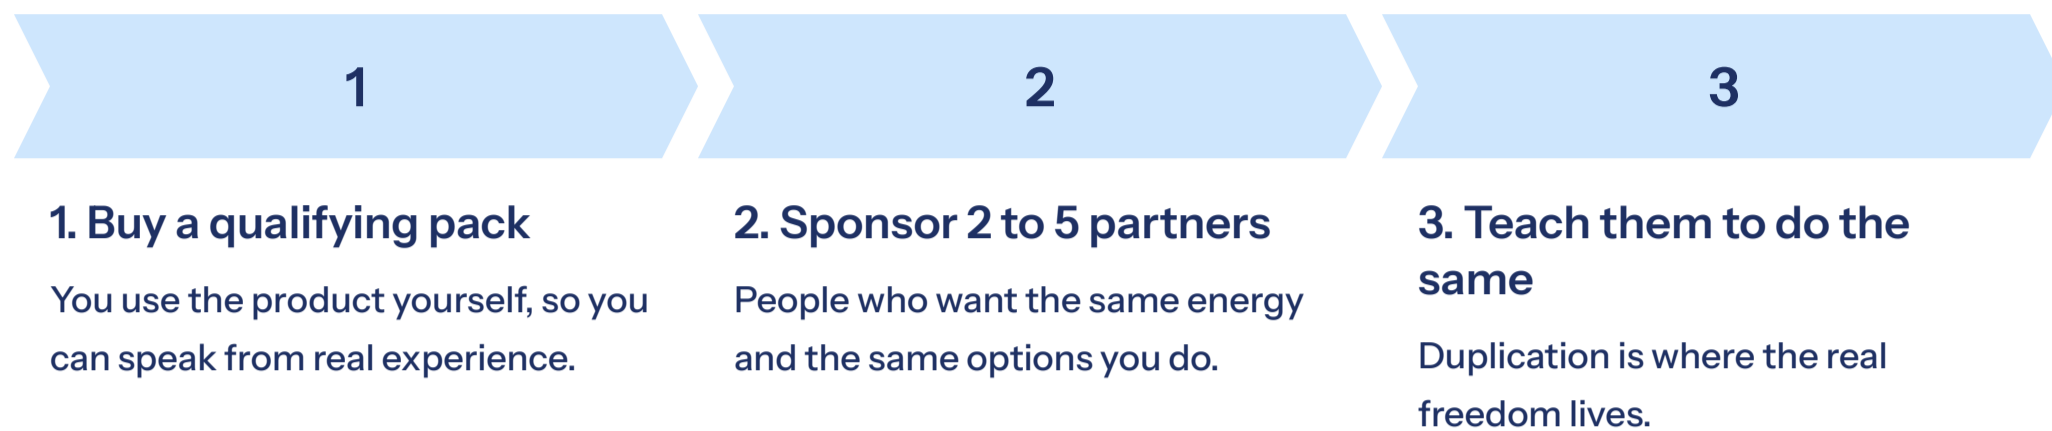 1
2
3
1. Buy a qualifying pack
You use the product yourself, so you
can speak from real experience.
2. Sponsor 2 to 5 partners
People who want the same energy
and the same options you do.
3. Teach them to do the
same
Duplication is where the real
freedom lives.